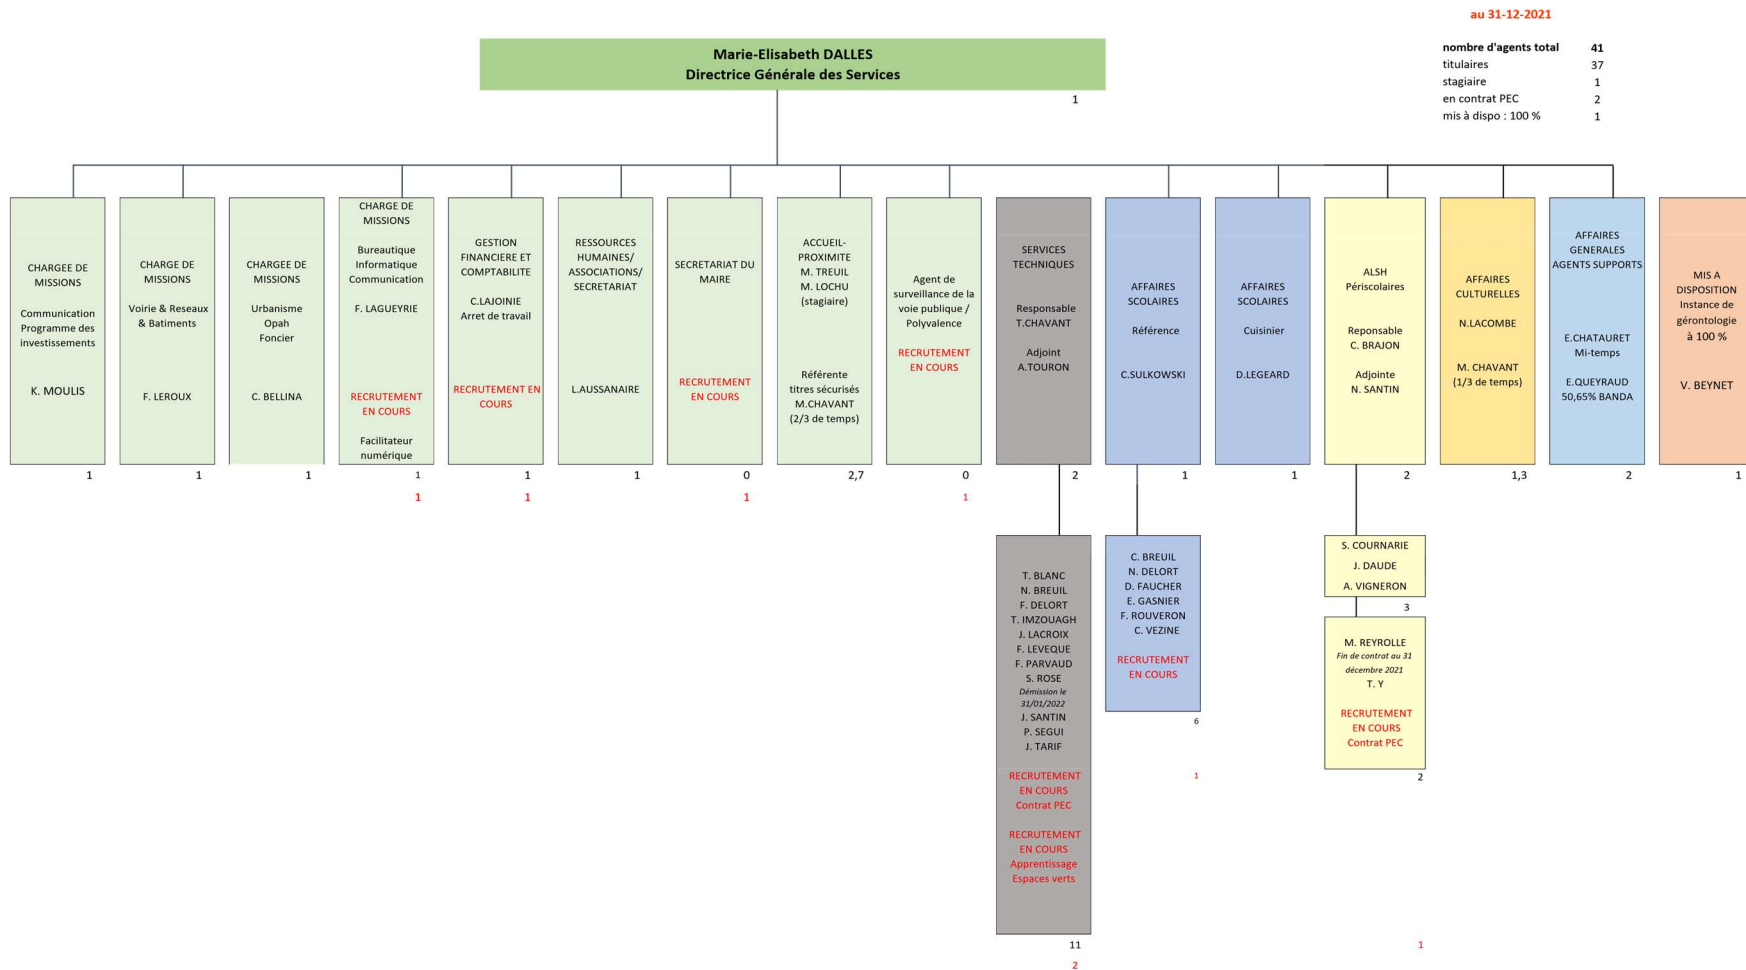 au 31-12-2021
nombre d'agents total 41
titulaires 37
stagiaire 1
en contrat PEC 2
mis à dispo : 100 % 1
Marie-Elisabeth DALLES
Directrice Générale des Services
1
CHARGEE DE
MISSIONS
Communication
Programme des
investissements
K. MOULIS
1
CHARGE DE
MISSIONS
Voirie & Reseaux
& Batiments
F. LEROUX
1
CHARGEE DE
MISSIONS
Urbanisme
Opah
Foncier
C. BELLINA
1
CHARGE DE
MISSIONS
Bureautique
Informatique
Communication
F. LAGUEYRIE
RECRUTEMENT
EN COURS
Facilitateur
numérique
1
1
GESTION
FINANCIERE ET
COMPTABILITE
C.LAJOINIE
Arret de travail
RECRUTEMENT EN
COURS
1
1
RESSOURCES
HUMAINES/
ASSOCIATIONS/
SECRETARIAT
L.AUSSANAIRE
1
SECRETARIAT DU
MAIRE
RECRUTEMENT
EN COURS
0
1
ACCUEIL-
PROXIMITE
M. TREUIL
M. LOCHU
(stagiaire)
Référente
titres sécurisés
M.CHAVANT
(2/3 de temps)
2,7
Agent de
surveillance de la
voie publique /
Polyvalence
RECRUTEMENT
EN COURS
0
1
SERVICES
TECHNIQUES
Responsable
T.CHAVANT
Adjoint
A.TOURON
2
AFFAIRES
SCOLAIRES
Référence
C.SULKOWSKI
1
AFFAIRES
SCOLAIRES
Cuisinier
D.LEGEARD
1
ALSH
Périscolaires
Reponsable
C. BRAJON
Adjointe
N. SANTIN
2
AFFAIRES
CULTURELLES
N.LACOMBE
M. CHAVANT
(1/3 de temps)
1,3
AFFAIRES
GENERALES
AGENTS SUPPORTS
E.CHATAURET
Mi-temps
E.QUEYRAUD
50,65% BANDA
2
MIS A
DISPOSITION
Instance de
gérontologie
à 100 %
V. BEYNET
1
T. BLANC
N. BREUIL
F. DELORT
T. IMZOUAGH
J. LACROIX
F. LEVEQUE
F. PARVAUD
S. ROSE
Démission le
31/01/2022
J. SANTIN
P. SEGUI
J. TARIF
RECRUTEMENT
EN COURS
Contrat PEC
RECRUTEMENT
EN COURS
Apprentissage
Espaces verts
11
2
C. BREUIL
N. DELORT
D. FAUCHER
E. GASNIER
F. ROUVERON
C. VEZINE
RECRUTEMENT
EN COURS
6
1
S. COURNARIE
J. DAUDE
A. VIGNERON
3
M. REYROLLE
Fin de contrat au 31
décembre 2021
T. Y
RECRUTEMENT
EN COURS
Contrat PEC
2
1